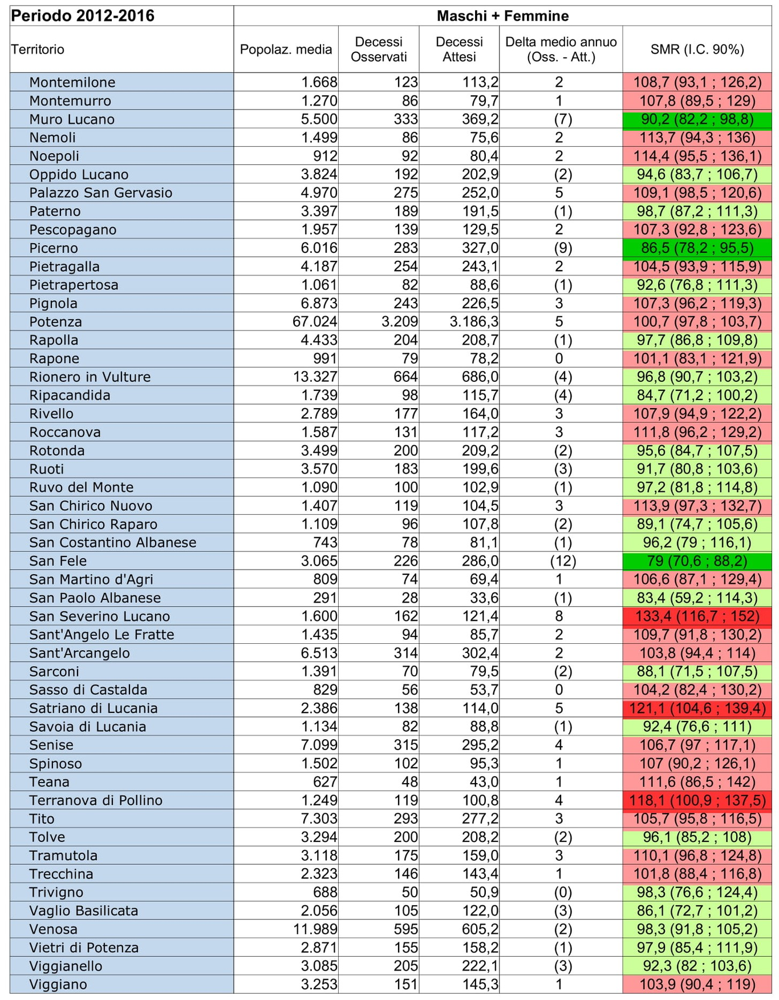 Periodo 2012-2016 Maschi + Femmine
Territorio Popolaz. media Decessi Osservati Decessi Attesi Delta medio annuo (Oss. - Att.) SMR (I.C. 90%)
Montemilone 1.668 123 113,2 2 108,7 (93,1 ; 126,2)
Montemurro 1.270 86 79,7 1 107,8 (89,5 ; 129)
Muro Lucano 5.500 333 369,2 (7) 90,2 (82,2 ; 98,8)
Nemoli 1.499 86 75,6 2 113,7 (94,3 ; 136)
Noepoli 912 92 80,4 2 114,4 (95,5 ; 136,1)
Oppido Lucano 3.824 192 202,9 (2) 94,6 (83,7 ; 106,7)
Palazzo San Gervasio 4.970 275 252,0 5 109,1 (98,5 ; 120,6)
Paterno 3.397 189 191,5 (1) 98,7 (87,2 ; 111,3)
Pescopagano 1.957 139 129,5 2 107,3 (92,8 ; 123,6)
Picerno 6.016 283 327,0 (9) 86,5 (78,2 ; 95,5)
Pietragalla 4.187 254 243,1 2 104,5 (93,9 ; 115,9)
Pietrapertosa 1.061 82 88,6 (1) 92,6 (76,8 ; 111,3)
Pignola 6.873 243 226,5 3 107,3 (96,2 ; 119,3)
Potenza 67.024 3.209 3.186,3 5 100,7 (97,8 ; 103,7)
Rapolla 4.433 204 208,7 (1) 97,7 (86,8 ; 109,8)
Rapone 991 79 78,2 0 101,1 (83,1 ; 121,9)
Rionero in Vulture 13.327 664 686,0 (4) 96,8 (90,7 ; 103,2)
Ripacandida 1.739 98 115,7 (4) 84,7 (71,2 ; 100,2)
Rivello 2.789 177 164,0 3 107,9 (94,9 ; 122,2)
Roccanova 1.587 131 117,2 3 111,8 (96,2 ; 129,2)
Rotonda 3.499 200 209,2 (2) 95,6 (84,7 ; 107,5)
Ruoti 3.570 183 199,6 (3) 91,7 (80,8 ; 103,6)
Ruvo del Monte 1.090 100 102,9 (1) 97,2 (81,8 ; 114,8)
San Chirico Nuovo 1.407 119 104,5 3 113,9 (97,3 ; 132,7)
San Chirico Raparo 1.109 96 107,8 (2) 89,1 (74,7 ; 105,6)
San Costantino Albanese 743 78 81,1 (1) 96,2 (79 ; 116,1)
San Fele 3.065 226 286,0 (12) 79 (70,6 ; 88,2)
San Martino d'Agri 809 74 69,4 1 106,6 (87,1 ; 129,4)
San Paolo Albanese 291 28 33,6 (1) 83,4 (59,2 ; 114,3)
San Severino Lucano 1.600 162 121,4 8 133,4 (116,7 ; 152)
Sant'Angelo Le Fratte 1.435 94 85,7 2 109,7 (91,8 ; 130,2)
Sant'Arcangelo 6.513 314 302,4 2 103,8 (94,4 ; 114)
Sarconi 1.391 70 79,5 (2) 88,1 (71,5 ; 107,5)
Sasso di Castalda 829 56 53,7 0 104,2 (82,4 ; 130,2)
Satriano di Lucania 2.386 138 114,0 5 121,1 (104,6 ; 139,4)
Savoia di Lucania 1.134 82 88,8 (1) 92,4 (76,6 ; 111)
Senise 7.099 315 295,2 4 106,7 (97 ; 117,1)
Spinoso 1.502 102 95,3 1 107 (90,2 ; 126,1)
Teana 627 48 43,0 1 111,6 (86,5 ; 142)
Terranova di Pollino 1.249 119 100,8 4 118,1 (100,9 ; 137,5)
Tito 7.303 293 277,2 3 105,7 (95,8 ; 116,5)
Tolve 3.294 200 208,2 (2) 96,1 (85,2 ; 108)
Tramutola 3.118 175 159,0 3 110,1 (96,8 ; 124,8)
Trecchina 2.323 146 143,4 1 101,8 (88,4 ; 116,8)
Trivigno 688 50 50,9 (0) 98,3 (76,6 ; 124,4)
Vaglio Basilicata 2.056 105 122,0 (3) 86,1 (72,7 ; 101,2)
Venosa 11.989 595 605,2 (2) 98,3 (91,8 ; 105,2)
Vietri di Potenza 2.871 155 158,2 (1) 97,9 (85,4 ; 111,9)
Viggianello 3.085 205 222,1 (3) 92,3 (82 ; 103,6)
Viggiano 3.253 151 145,3 1 103,9 (90,4 ; 119)